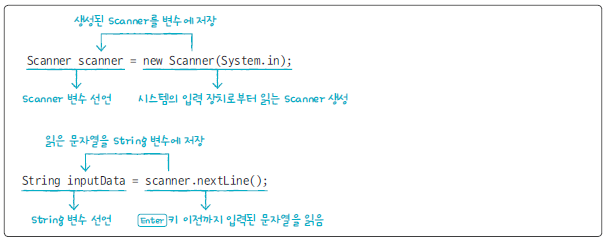 생성된 Scanner를 변수에 저장
Scanner scanner = new Scanner(System.in);
Scanner 변수 선언 시스템의 입력 장치로부터 읽는 Scanner 생성
읽은 문자열을 String 변수에 저장
String inputData = scanner.nextLine();
String 변수 선언 Enter 키 이전까지 입력된 문자열을 읽음